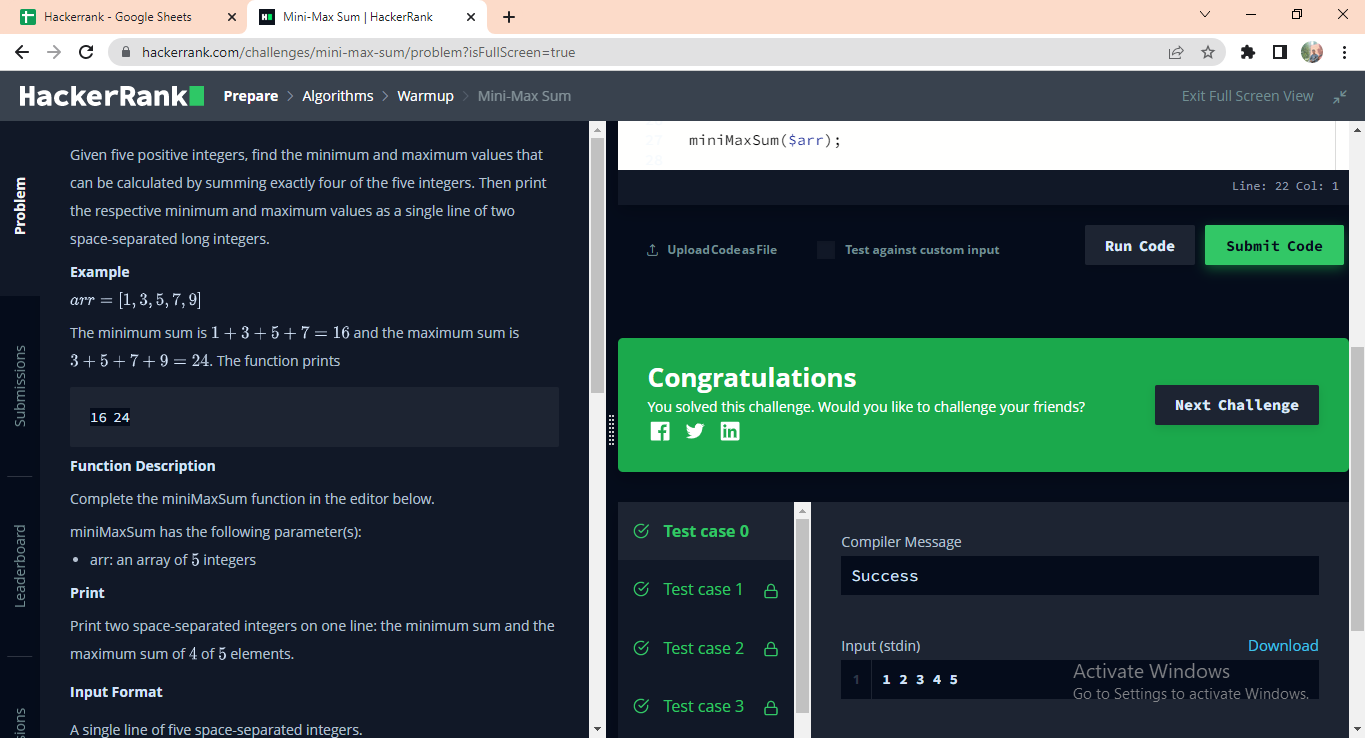 Hackerrank - Google Sheets
Mini-Max Sum | HackerRank
hackerrank.com/challenges/mini-max-sum/problem?isFullScreen=true
HackerRank
Prepare > Algorithms > Warmup > Mini-Max Sum
Exit Full Screen View
Problem
Submissions
Leaderboard
Given five positive integers, find the minimum and maximum values that
can be calculated by summing exactly four of the five integers. Then print
the respective minimum and maximum values as a single line of two
space-separated long integers.
Example
arr = [1, 3, 5, 7, 9]
The minimum sum is 1 + 3 + 5 + 7 = 16 and the maximum sum is
3 + 5 + 7 + 9 = 24. The function prints
16 24
Function Description
Complete the miniMaxSum function in the editor below.
miniMaxSum has the following parameter(s):
• arr: an array of 5 integers
Print
Print two space-separated integers on one line: the minimum sum and the
maximum sum of 4 of 5 elements.
Input Format
A single line of five space-separated integers.
27 miniMaxSum($arr);
28
Line: 22 Col: 1
Upload Code as File
Test against custom input
Run Code
Submit Code
Congratulations
You solved this challenge. Would you like to challenge your friends?
Next Challenge
Test case 0
Test case 1
Test case 2
Test case 3
Compiler Message
Success
Input (stdin)
Download
1 1 2 3 4 5
Activate Windows
Go to Settings to activate Windows.